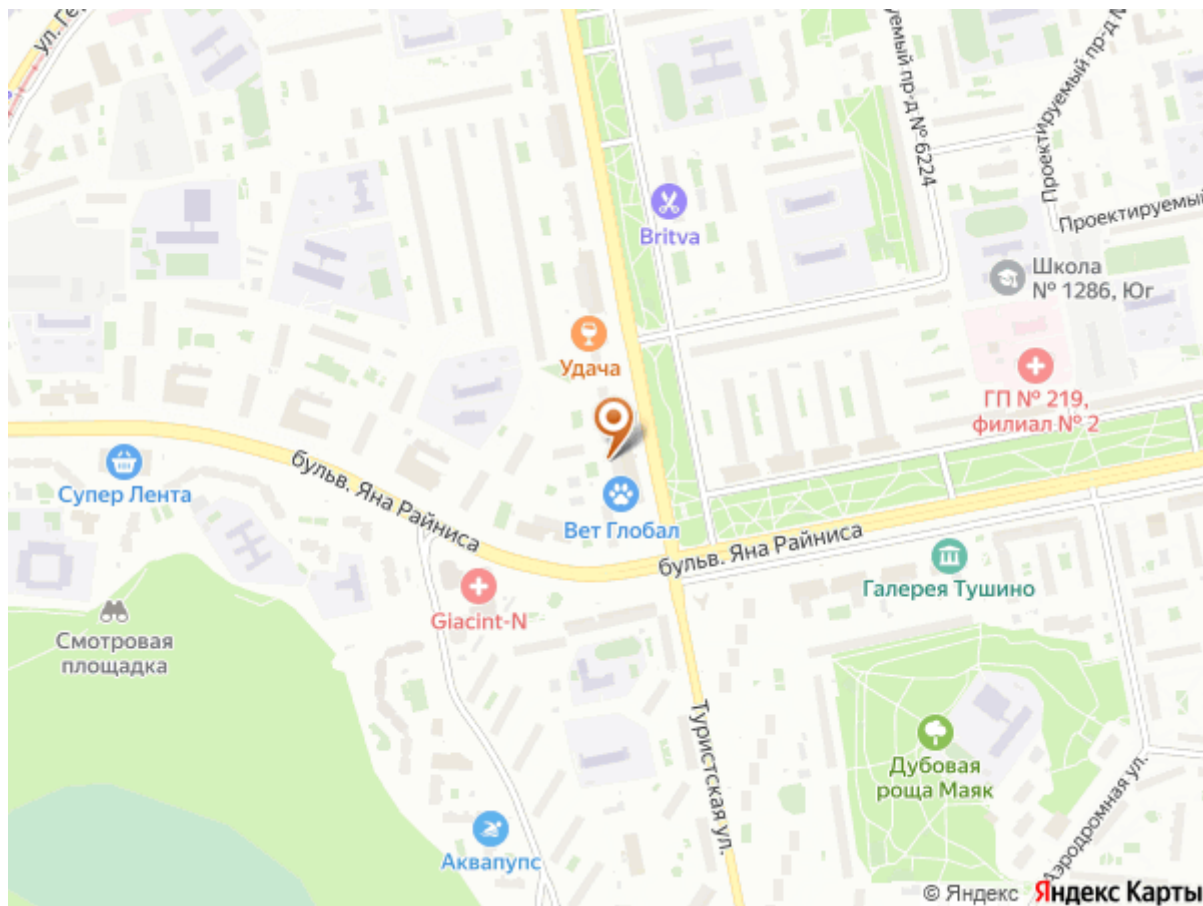 ул. Ге
емый пр-д № 6224
Проектируемый пр-д №
Проектируемый
Britva
Школа
№ 1286, Юг
Удача
ГП № 219,
филиал № 2
Супер Лента
бульв. Яна Райниса
Вет Глобал
бульв. Яна Райниса
Галерея Тушино
Giacint-N
Смотровая
площадка
Туристская ул.
Дубовая
роща Маяк
Аэродромная ул.
Аквапупс
© Яндекс Яндекс Карты